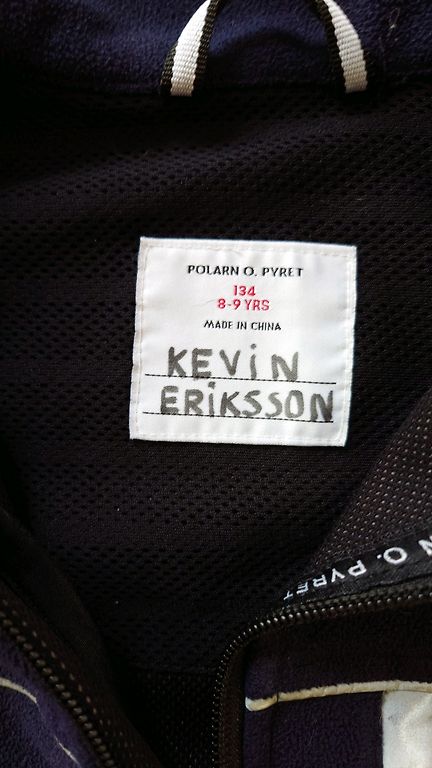 POLARN O. PYRET
134
8-9 YRS
MADE IN CHINA
KEViN
ERiKSSON
N O. PYRET